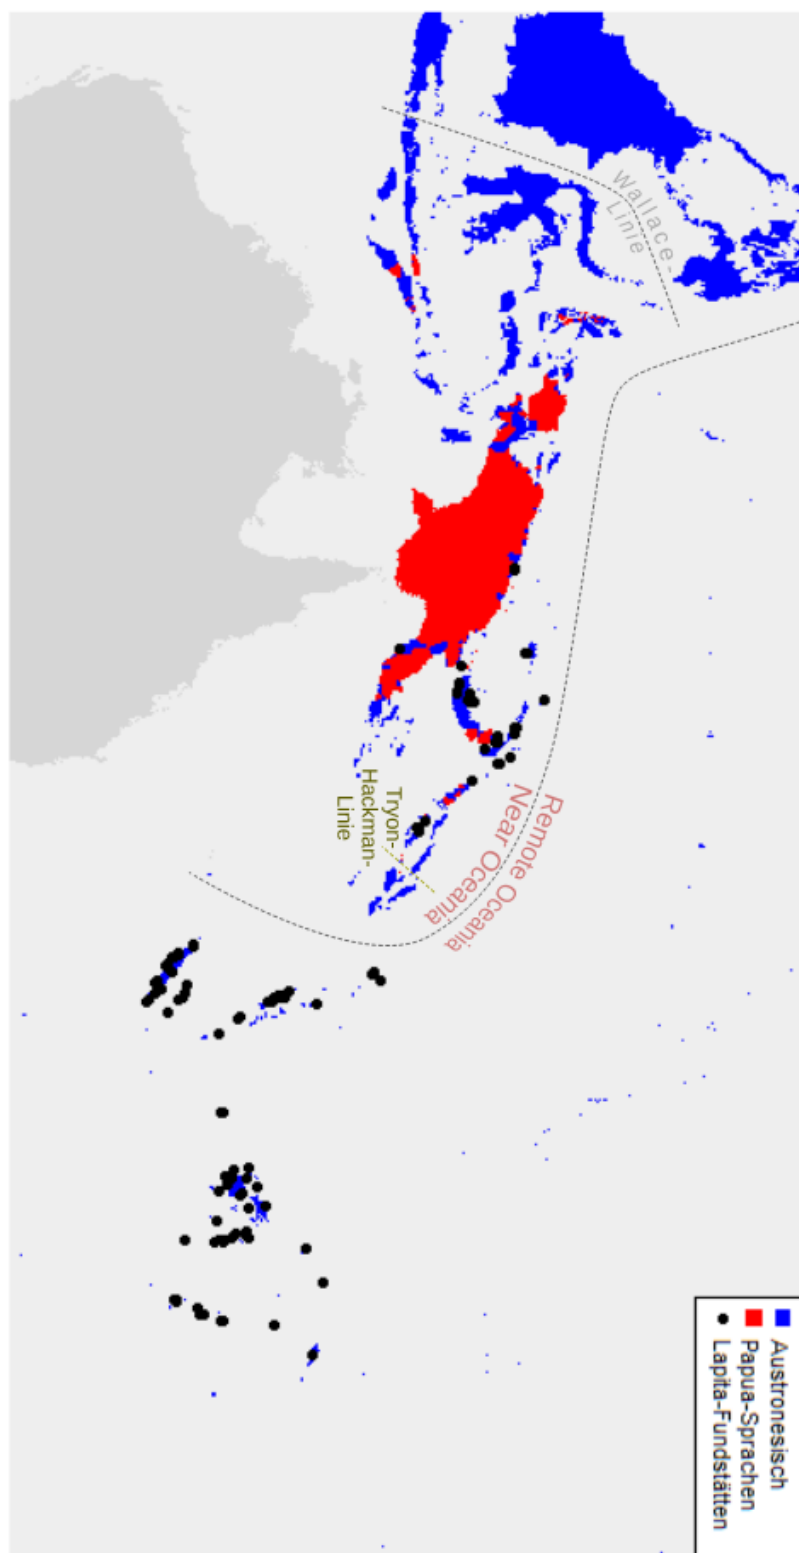 Wallace-
Linie
Tryon-
Hackman-
Linie
Near Oceania
Remote Oceania
Austronesisch
Papua-Sprachen
Lapita-Fundstätten